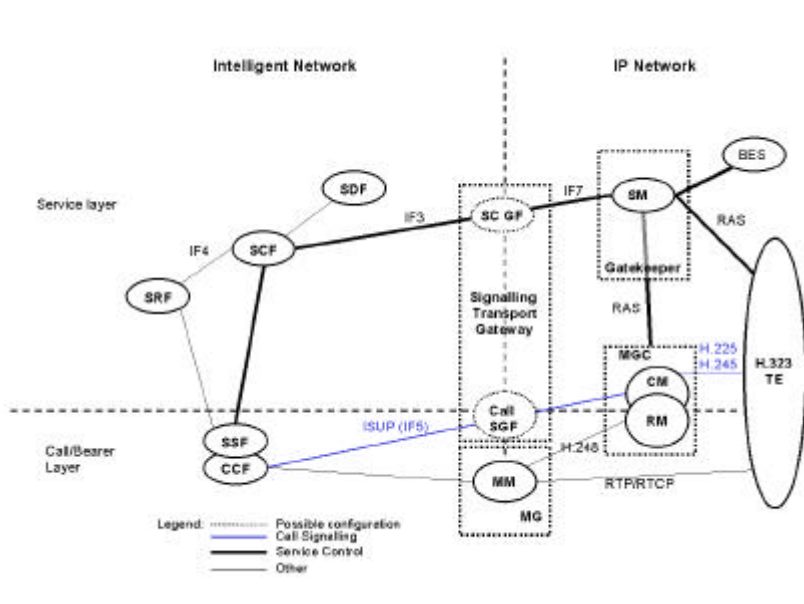 Intelligent Network
IP Network
BES
SDF
IF7
SM
Service layer
SC GF
IF3
RAS
SCF
IF4
Gatekeeper
SRF
Signalling
Transport
Gateway
RAS
H.225
MGC
H.245
H.323
TE
CM
Call
SGF
ISUP (IF5)
RM
SSF
H.248
Call/Bearer
Layer
CCF
MM
RTP/RTCP
MG
Legend:
Possible configuration
Call Signalling
Service Control
Other